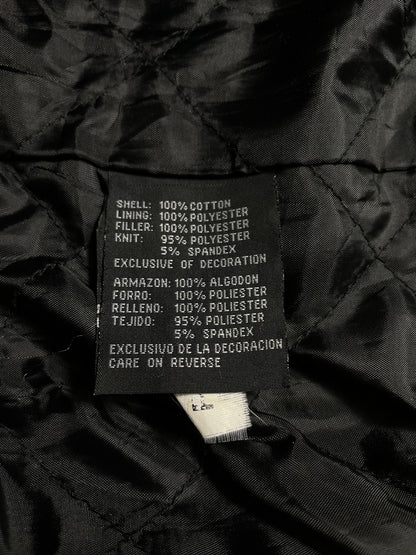 SHELL: 100% COTTON
LINING: 100% POLYESTER
FILLER: 100% POLYESTER
KNIT: 95% POLYESTER
5% SPANDEX
EXCLUSIVE OF DECORATION
ARMAZON: 100% ALGODON
FORRO: 100% POLIESTER
RELLENO: 100% POLIESTER
TEJIDO: 95% POLIESTER
5% SPANDEX
EXCLUSIVO DE LA DECORACION
CARE ON REVERSE